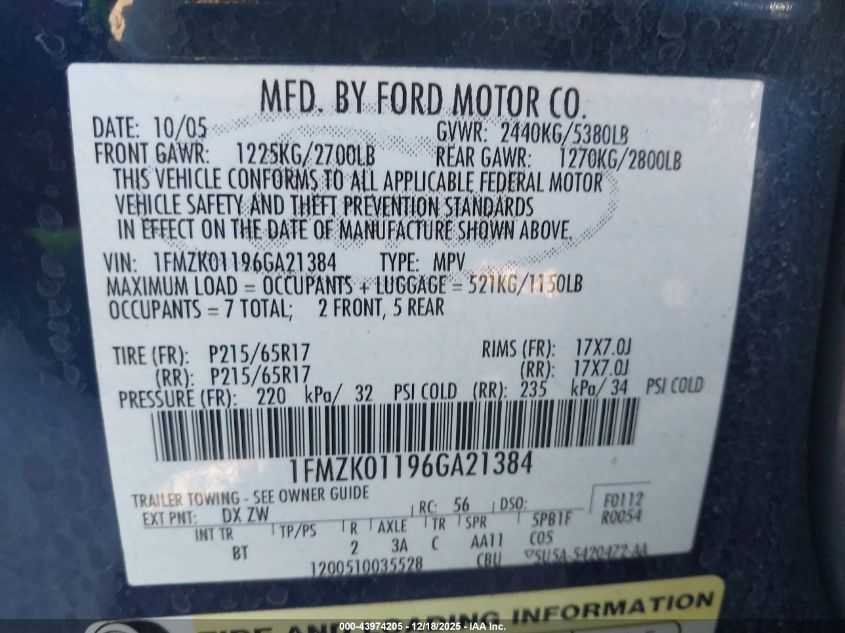 MFD. BY FORD MOTOR CO.
DATE: 10/05 GVWR: 2440KG/5380LB
FRONT GAWR: 1225KG/2700LB REAR GAWR: 1270KG/2800LB
THIS VEHICLE CONFORMS TO ALL APPLICABLE FEDERAL MOTOR
VEHICLE SAFETY AND THEFT PREVENTION STANDARDS
IN EFFECT ON THE DATE OF MANUFACTURE SHOWN ABOVE.
VIN: 1FMZK01196GA21384 TYPE: MPV
MAXIMUM LOAD = OCCUPANTS + LUGGAGE = 521KG/1150LB
OCCUPANTS = 7 TOTAL; 2 FRONT, 5 REAR
TIRE (FR): P215/65R17 RIMS (FR): 17X7.0J
(RR): P215/65R17 (RR): 17X7.0J
PRESSURE (FR): 220 kPa/ 32 PSI COLD (RR): 235 kPa/ 34 PSI COLD
1FMZK01196GA21384
TRAILER TOWING - SEE OWNER GUIDE
EXT PNT: DX ZW RC: 56 DSO: F0112
R0054
INT TR TP/PS R AXLE TR SPR 5PB1F
BT 2 3A C AA11 C05
1200510035528 CBU 5U5A-5420472-AA
TIRE AND LOADING INFORMATION
© - 43974205 - 12/18/2025 - IAA Inc.